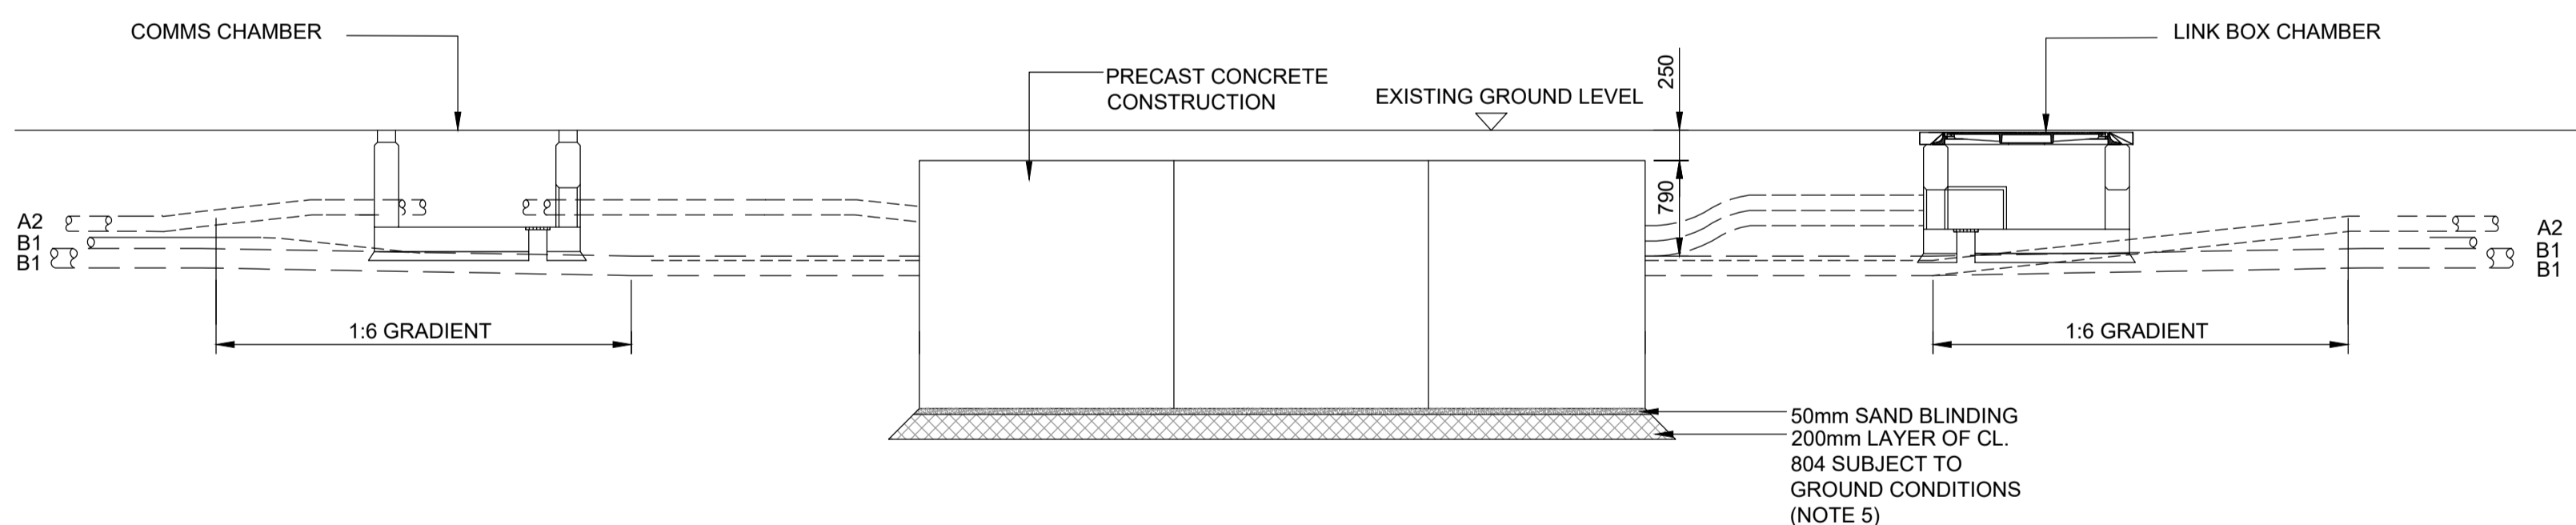 COMMS CHAMBER
LINK BOX CHAMBER
PRECAST CONCRETE
CONSTRUCTION
EXISTING GROUND LEVEL
250
790
A2
B1
B1
A2
B1
B1
1:6 GRADIENT
1:6 GRADIENT
50mm SAND BLINDING
200mm LAYER OF CL.
804 SUBJECT TO
GROUND CONDITIONS
(NOTE 5)